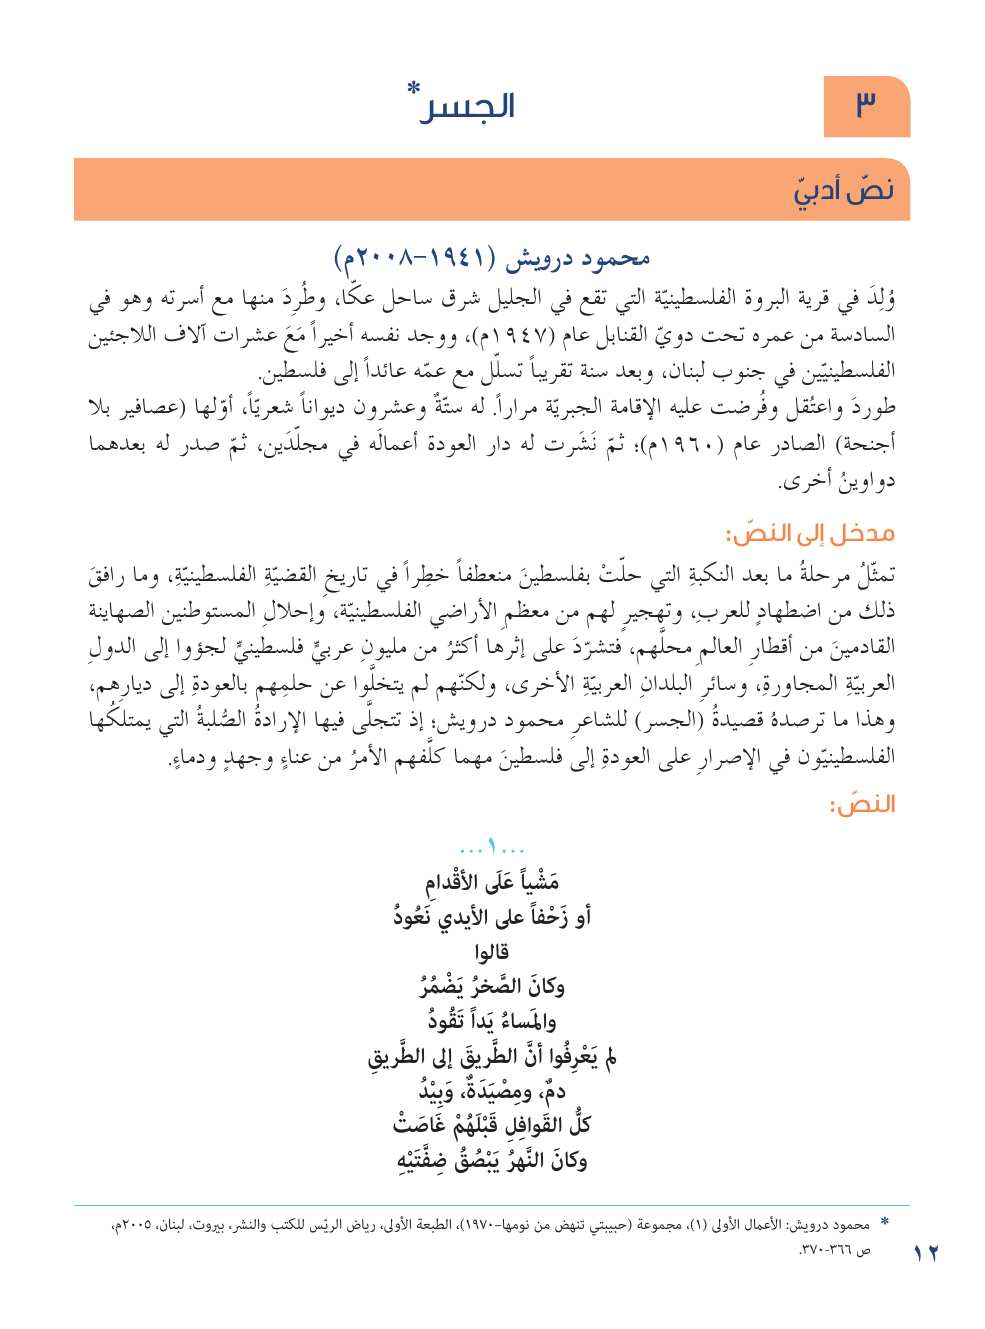 ٣
الجسر*
نصّ أدبيّ
محمود درويش (١٩٤١-٢٠٠٨م)
وُلِدَ في قرية البروة الفلسطينيّة التي تقع في الجليل شرق ساحل عكّا، وطُرِدَ منها مع أسرته وهو في
السادسة من عمره تحت دويّ القنابل عام (١٩٤٧م)، ووجد نفسه أخيراً مَعَ عشرات آلاف اللاجئين
الفلسطينيّين في جنوب لبنان، وبعد سنة تقريباً تسلّل مع عمّه عائداً إلى فلسطين.
طوردَ واعتُقل وفُرضت عليه الإقامة الجبريّة مراراً. له ستّةٌ وعشرون ديواناً شعريّاً، أوّلها (عصافير بلا
أجنحة) الصادر عام (١٩٦٠م)؛ ثمّ نَشَرت له دار العودة أعمالَه في مجلّدَين، ثمّ صدر له بعدهما
دواوينُ أخرى.
مدخل إلى النصّ:
تمثّلُ مرحلةُ ما بعد النكبةِ التي حلّتْ بفلسطينَ منعطفاً خطِراً في تاريخِ القضيّةِ الفلسطينيّةِ، وما رافقَ
ذلك من اضطهادٍ للعربِ، وتهجيرٍ لهم من معظمِ الأراضي الفلسطينيّة، وإحلالِ المستوطنين الصهاينة
القادمينَ من أقطارِ العالمِ محلَّهم، فتشرّدَ على إثرها أكثرُ من مليونِ عربيٍّ فلسطينيٍّ لجؤوا إلى الدولِ
العربيّةِ المجاورةِ، وسائرِ البلدانِ العربيّةِ الأخرى، ولكنّهم لم يتخلَّوا عن حلمِهم بالعودةِ إلى ديارِهم،
وهذا ما ترصدهُ قصيدةُ (الجسر) للشاعرِ محمود درويش؛ إذ تتجلَّى فيها الإرادةُ الصُّلبةُ التي يمتلكُها
الفلسطينيّون في الإصرارِ على العودةِ إلى فلسطينَ مهما كلَّفهم الأمرُ من عناءٍ وجهدٍ ودماءٍ.
النصّ:
...١...
مَشْياً عَلَى الأقْدامِ
أو زَحْفاً على الأيدي نَعُودُ
قالوا
وكانَ الصَّخرُ يَضْمُرُ
والمَساءُ يَداً تَقُودُ
لم يَعْرِفُوا أنَّ الطَّريقَ إلى الطَّريقِ
دمٌ، ومِصْيَدَةٌ، وَبِيْدُ
كلُّ القَوافِلِ قَبْلَهُمْ غَاصَتْ
وكانَ النَّهرُ يَبْصُقُ ضِفَّتَيْهِ
* محمود درويش: الأعمال الأولى (١)، مجموعة (حبيبتي تنهض من نومها-١٩٧٠)، الطبعة الأولى، رياض الريّس للكتب والنشر، بيروت، لبنان، ٢٠٠٥م،
ص ٣٦٦-٣٧٠.
١٢